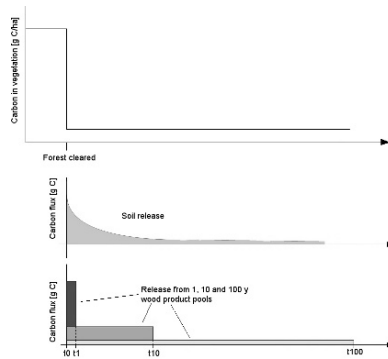 Carbon in vegetation [g C/ha]
Forest cleared
Carbon flux [g C]
Soil release
Carbon flux [g C]
Release from 1, 10 and 100 y
wood product pools
t0 t1
t10
t100